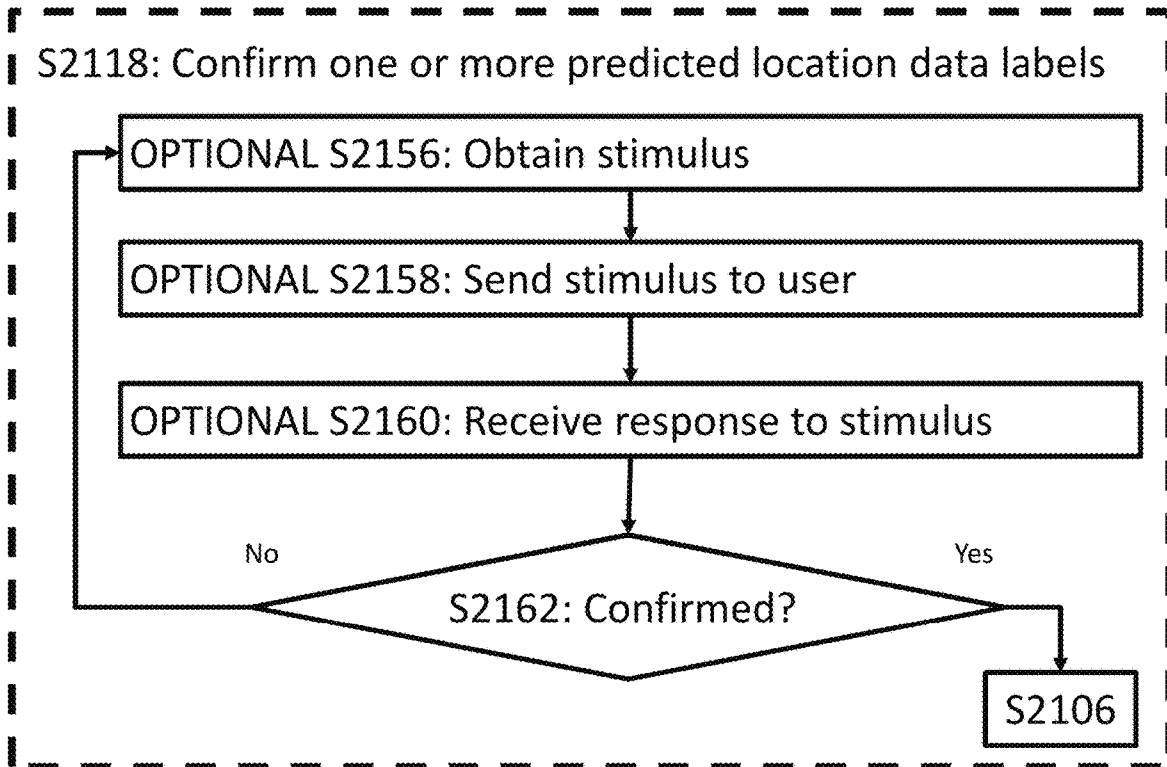 S2118: Confirm one or more predicted location data labels
OPTIONAL S2156: Obtain stimulus
OPTIONAL S2158: Send stimulus to user
OPTIONAL S2160: Receive response to stimulus
No
Yes
S2162: Confirmed?
S2106